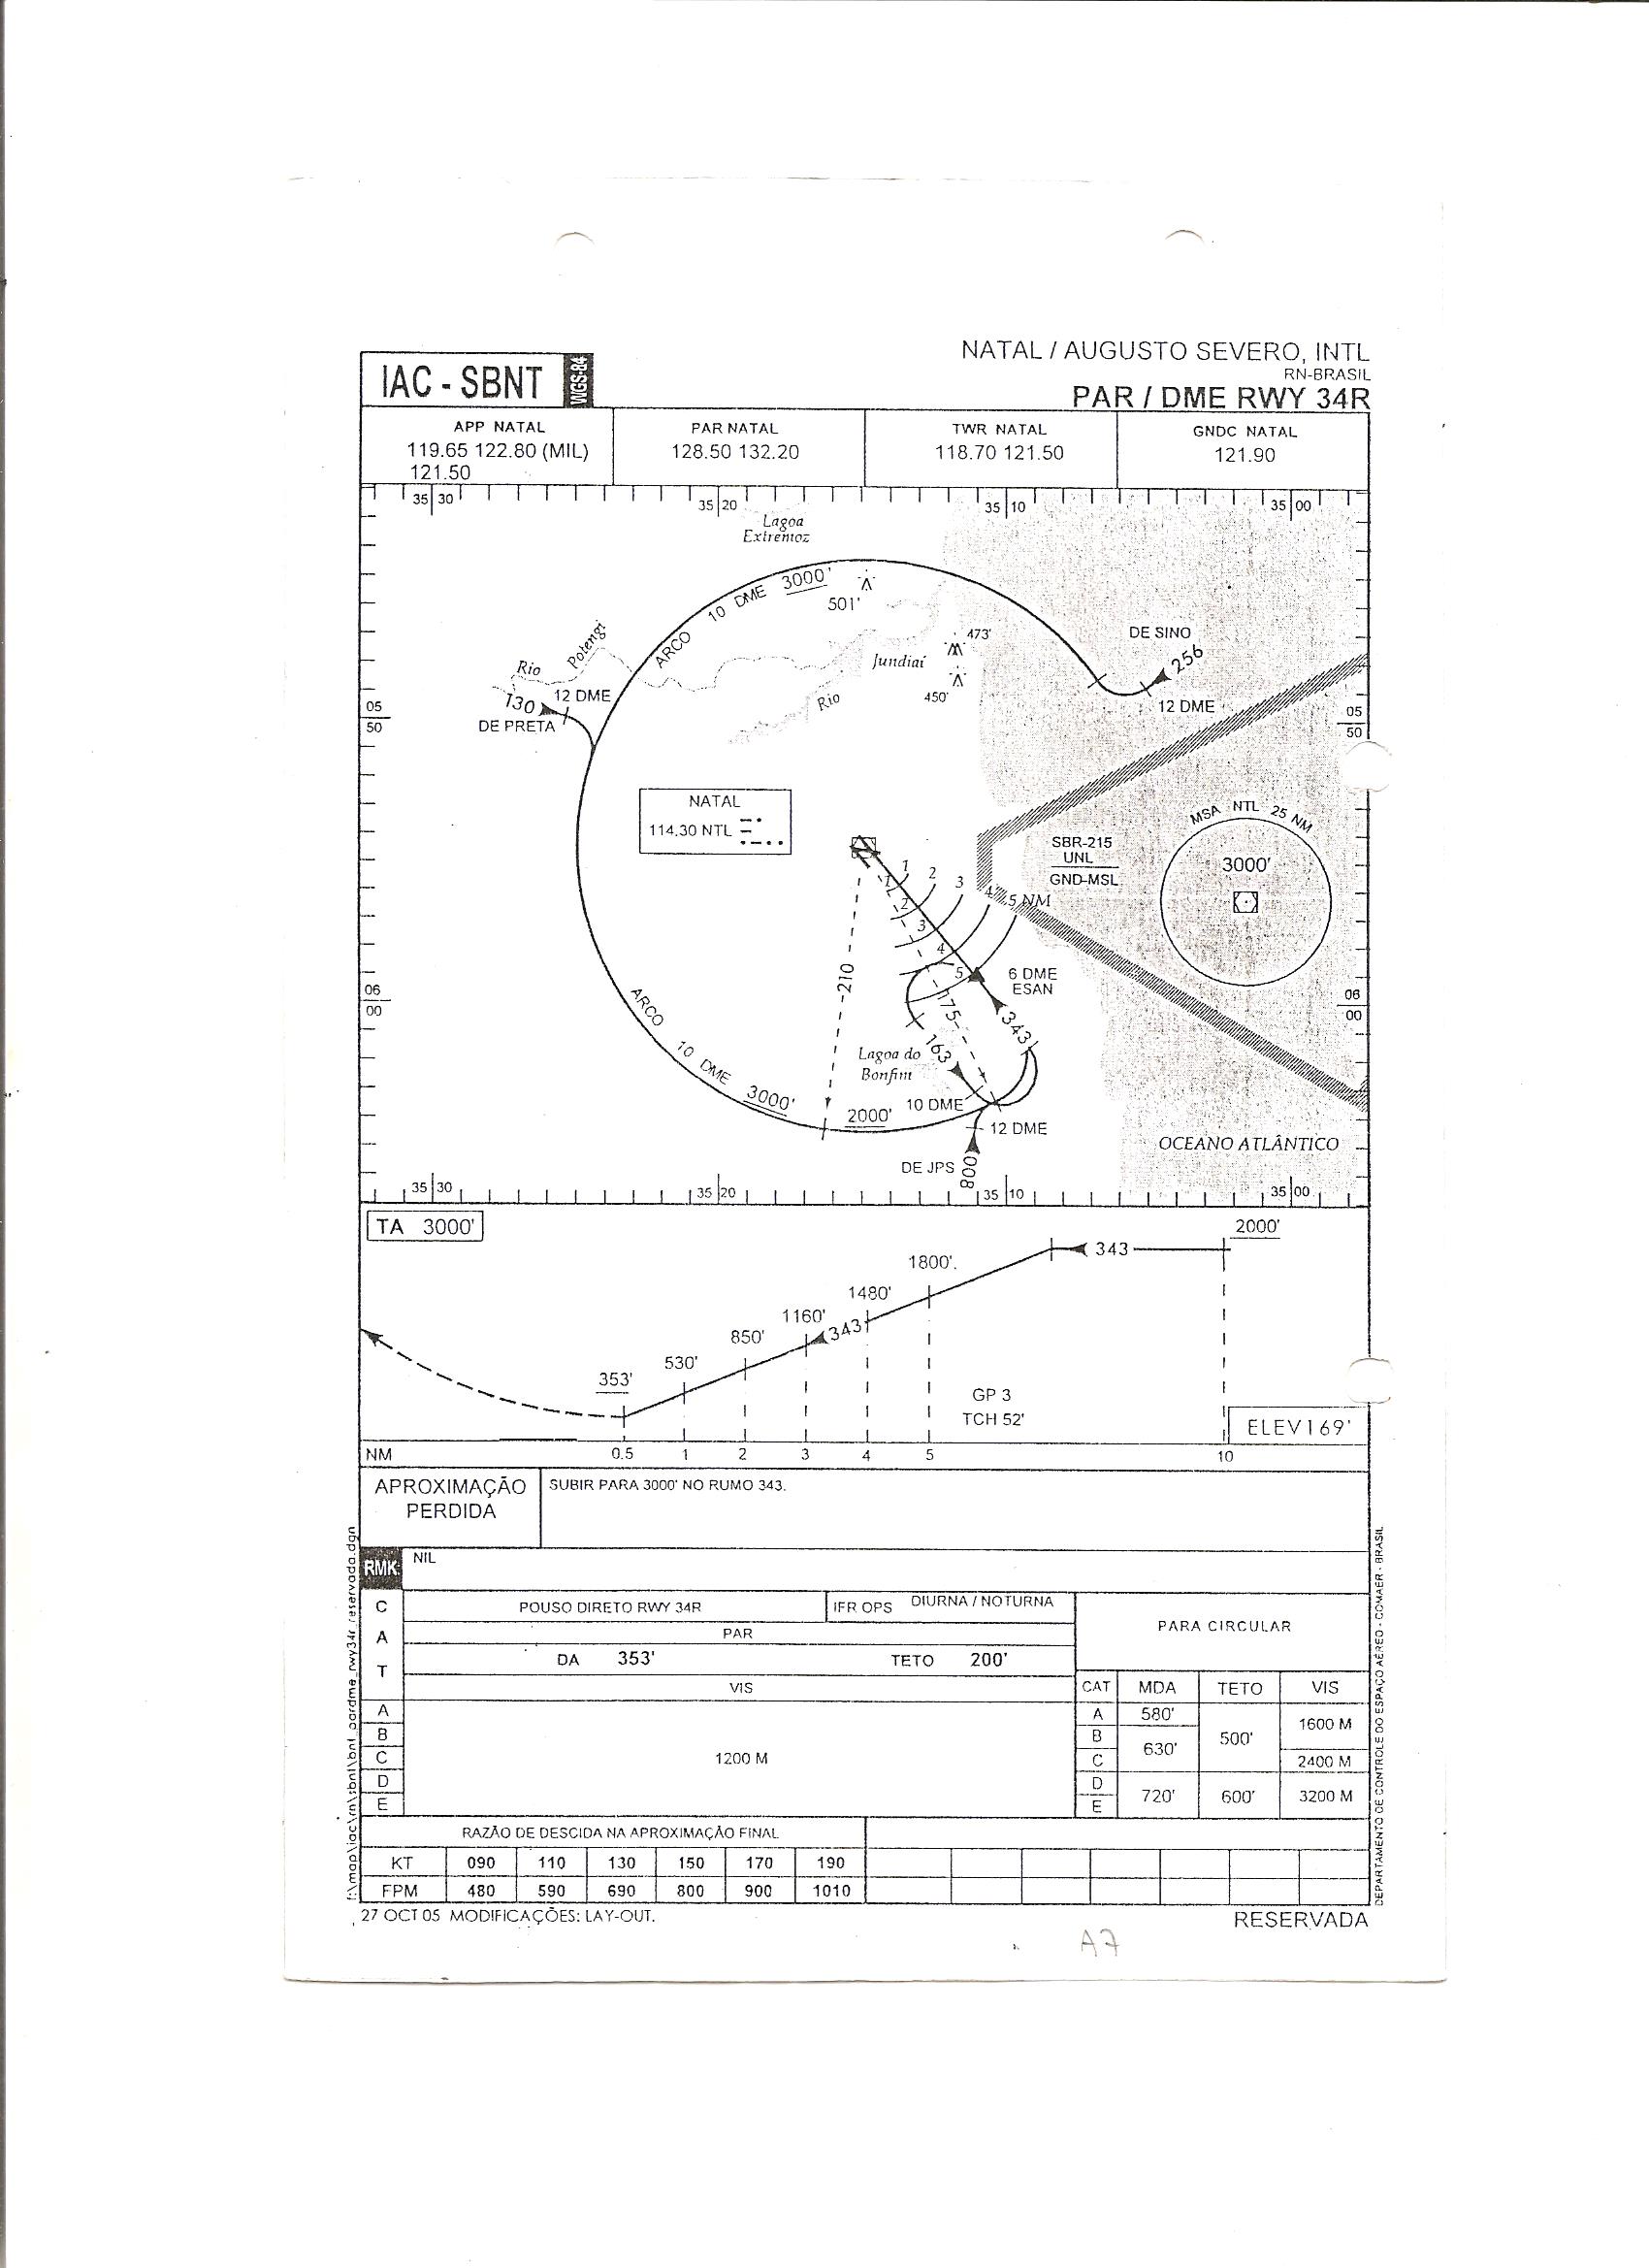 NATAL / AUGUSTO SEVERO, INTL
RN-BRASIL
IAC - SBNT
WGS-84
PAR / DME RWY 34R
APP NATAL
119.65 122.80 (MIL)
121.50
PAR NATAL
128.50 132.20
TWR NATAL
118.70 121.50
GNDC NATAL
121.90
35 30
35 20
35 10
35 00
Lagoa
Extremoz
ARCO 10 DME 3000'
501'
473'
450'
Jundiaí
Rio
DE SINO
256
12 DME
Rio Potengi
130
12 DME
DE PRETA
05
50
05
50
NATAL
114.30 NTL
1 2 3 4 5 NM
1 2 3 4 5
SBR-215
UNL
GND-MSL
MSA NTL 25 NM
3000'
210
175
6 DME
ESAN
343
163
06
00
06
00
Lagoa do
Bonfim
10 DME
ARCO 10 DME 3000'
2000'
12 DME
DE JPS
008
OCEANO ATLÂNTICO
35 30
35 20
35 10
35 00
TA 3000'
2000'
343
1800'.
1480'
1160'
343
850'
530'
353'
GP 3
TCH 52'
ELEV169'
NM 0.5 1 2 3 4 5 10
APROXIMAÇÃO
PERDIDA
SUBIR PARA 3000' NO RUMO 343.
RMK
NIL
C
A
T
POUSO DIRETO RWY 34R
IFR OPS DIURNA / NOTURNA
PARA CIRCULAR
PAR
DA 353' TETO 200'
VIS
CAT MDA TETO VIS
A
B
C
D
E
1200 M
A 580'
B
C 630'
500'
1600 M
2400 M
D
E 720' 600' 3200 M
RAZÃO DE DESCIDA NA APROXIMAÇÃO FINAL
KT 090 110 130 150 170 190
FPM 480 590 690 800 900 1010
27 OCT 05 MODIFICAÇÕES: LAY-OUT.
RESERVADA
DEPARTAMENTO DE CONTROLE DO ESPAÇO AÉREO - COMAER - BRASIL
A7